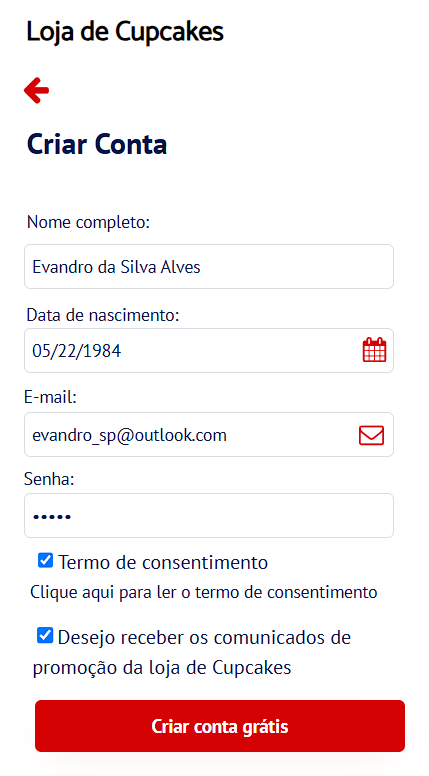 Loja de Cupcakes
Criar Conta
Nome completo:
Evandro da Silva Alves
Data de nascimento:
05/22/1984
E-mail:
evandro_sp@outlook.com
Senha:
•••••
Termo de consentimento
Clique aqui para ler o termo de consentimento
Desejo receber os comunicados de
promoção da loja de Cupcakes
Criar conta grátis